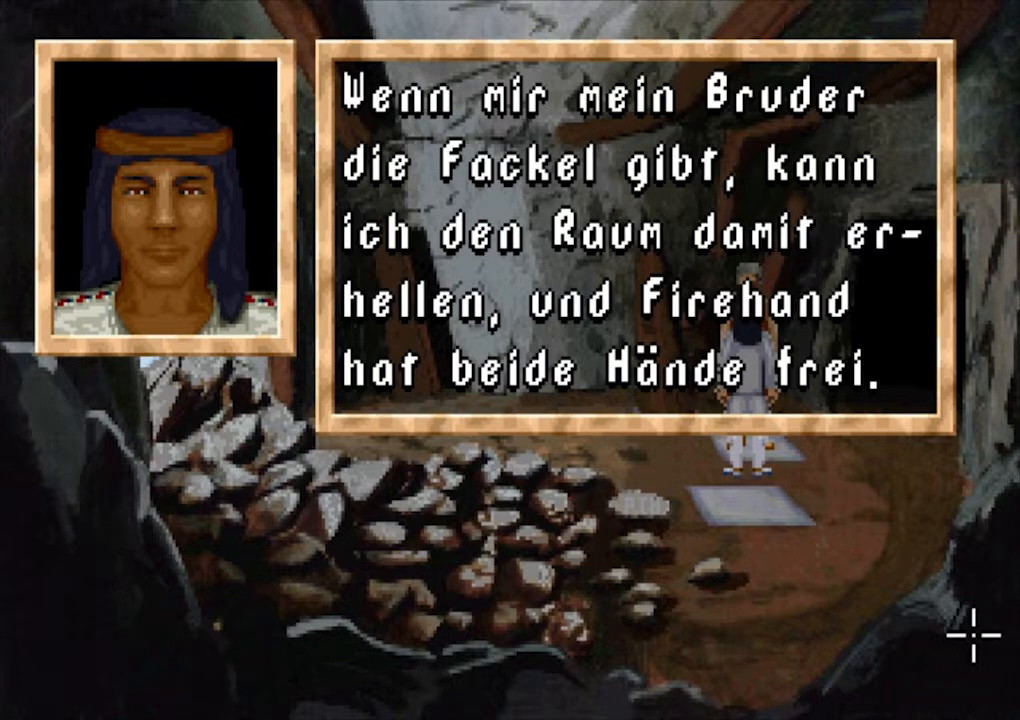 Wenn mir mein Bruder
die Fackel gibt, kann
ich den Raum damit er-
hellen, und Firehand
hat beide Hände frei.